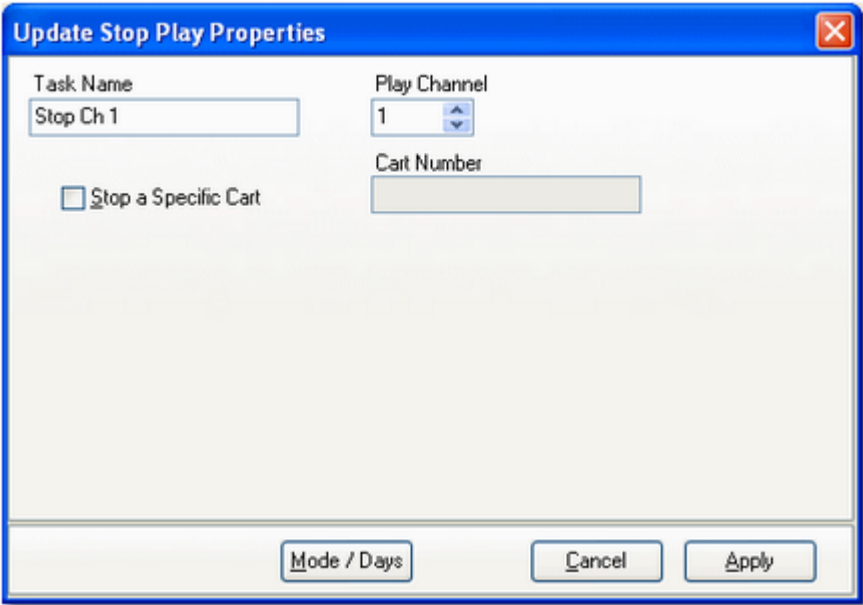 Update Stop Play Properties
Task Name
Play Channel
Stop Ch 1
1
Cart Number
Stop a Specific Cart
Mode / Days
Cancel
Apply